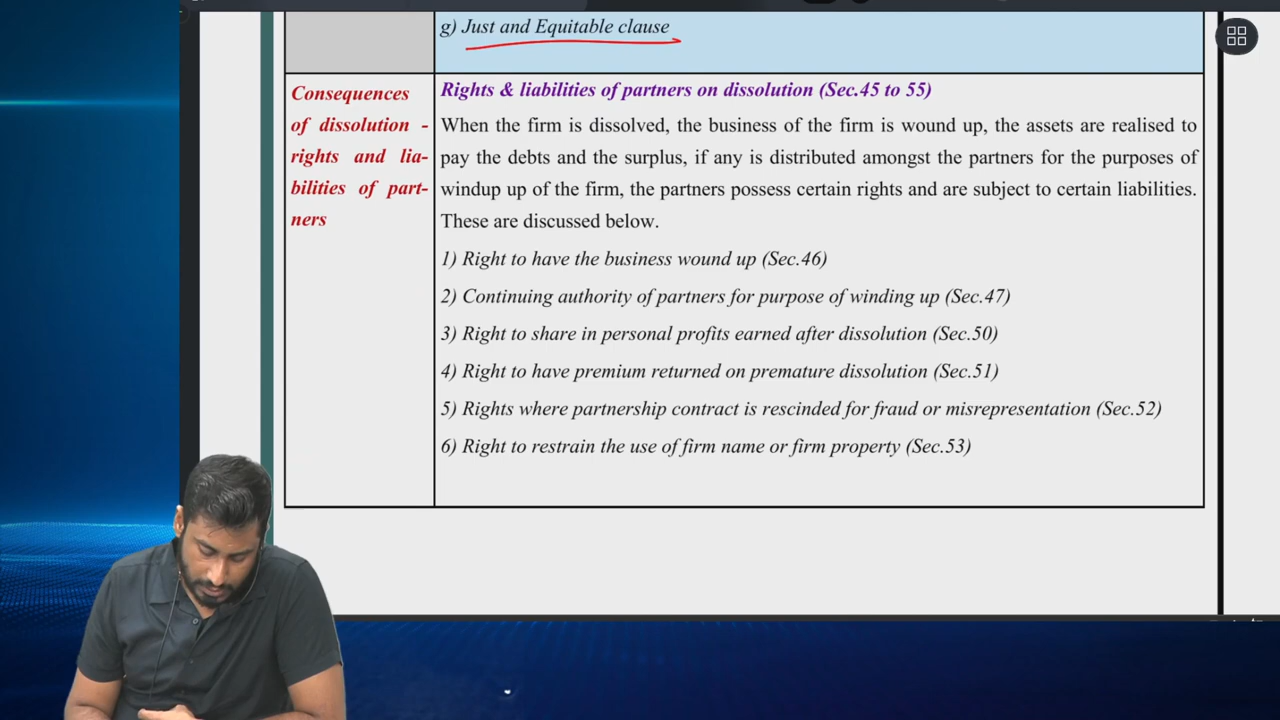 g) Just and Equitable clause
Consequences
of dissolution -
rights and lia-
bilities of part-
ners
Rights & liabilities of partners on dissolution (Sec.45 to 55)
When the firm is dissolved, the business of the firm is wound up, the assets are realised to
pay the debts and the surplus, if any is distributed amongst the partners for the purposes of
windup up of the firm, the partners possess certain rights and are subject to certain liabilities.
These are discussed below.
1) Right to have the business wound up (Sec.46)
2) Continuing authority of partners for purpose of winding up (Sec.47)
3) Right to share in personal profits earned after dissolution (Sec.50)
4) Right to have premium returned on premature dissolution (Sec.51)
5) Rights where partnership contract is rescinded for fraud or misrepresentation (Sec.52)
6) Right to restrain the use of firm name or firm property (Sec.53)